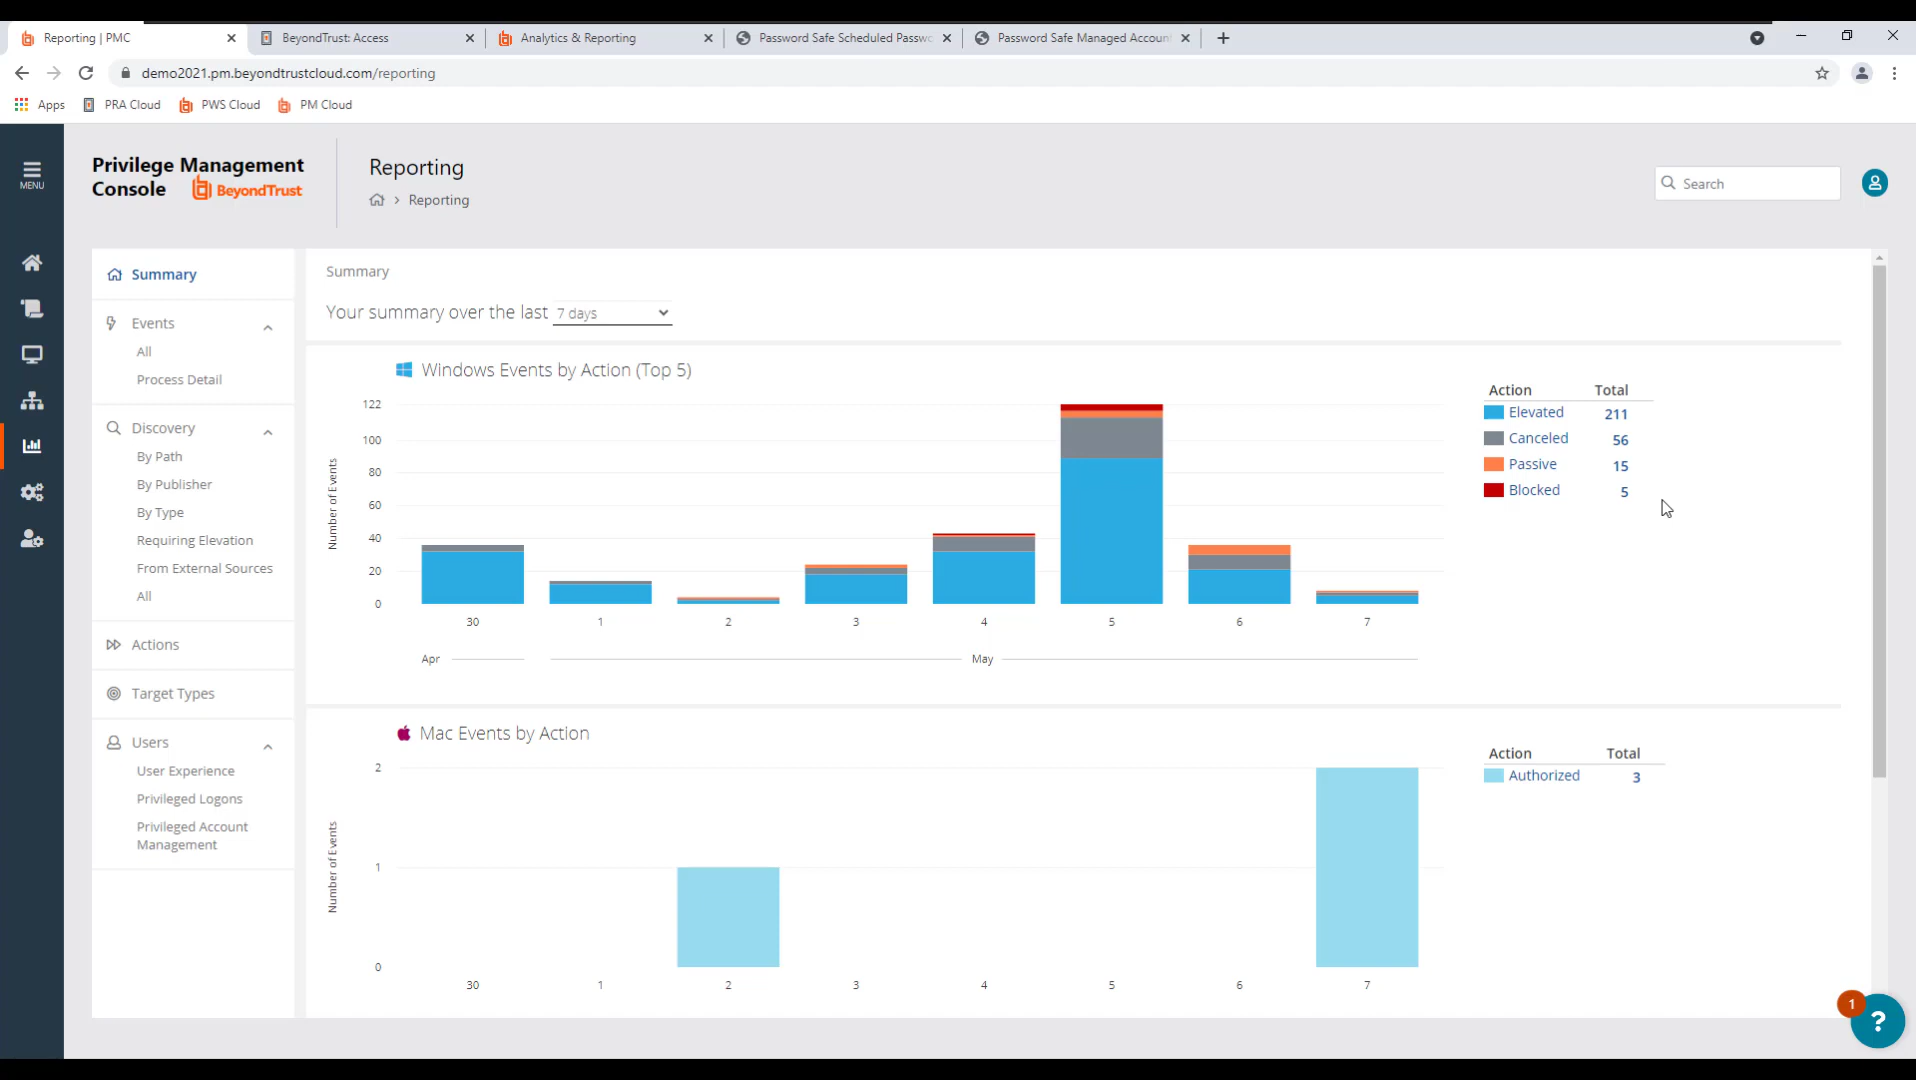 Reporting | PMC
BeyondTrust: Access
Analytics & Reporting
Password Safe Scheduled Passwo
Password Safe Managed Account
demo2021.pm.beyondtrustcloud.com/reporting
Apps
PRA Cloud
PWS Cloud
PM Cloud
MENU
Privilege Management
Console BeyondTrust
Reporting
Reporting
Search
Summary
Events
All
Process Detail
Discovery
By Path
By Publisher
By Type
Requiring Elevation
From External Sources
All
Actions
Target Types
Users
User Experience
Privileged Logons
Privileged Account
Management
Summary
Your summary over the last 7 days
Windows Events by Action (Top 5)
Number of Events
122
100
80
60
40
20
0
30 1 2 3 4 5 6 7
Apr May
Action Total
Elevated 211
Canceled 56
Passive 15
Blocked 5
Mac Events by Action
Number of Events
2
1
0
30 1 2 3 4 5 6 7
Action Total
Authorized 3
1
?